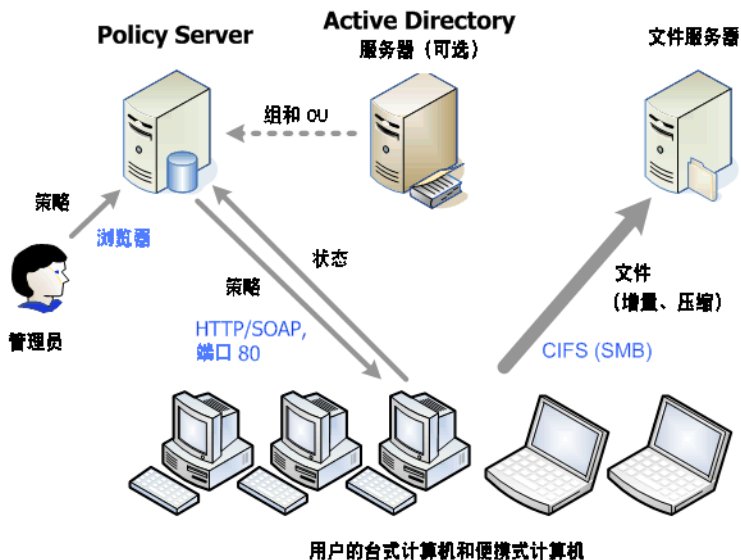 Policy Server
Active Directory
服务器（可选）
文件服务器
组和 OU
策略
浏览器
管理员
状态
策略
HTTP/SOAP,
端口 80
文件
(增量、压缩)
CIFS (SMB)
用户的台式计算机和便携式计算机